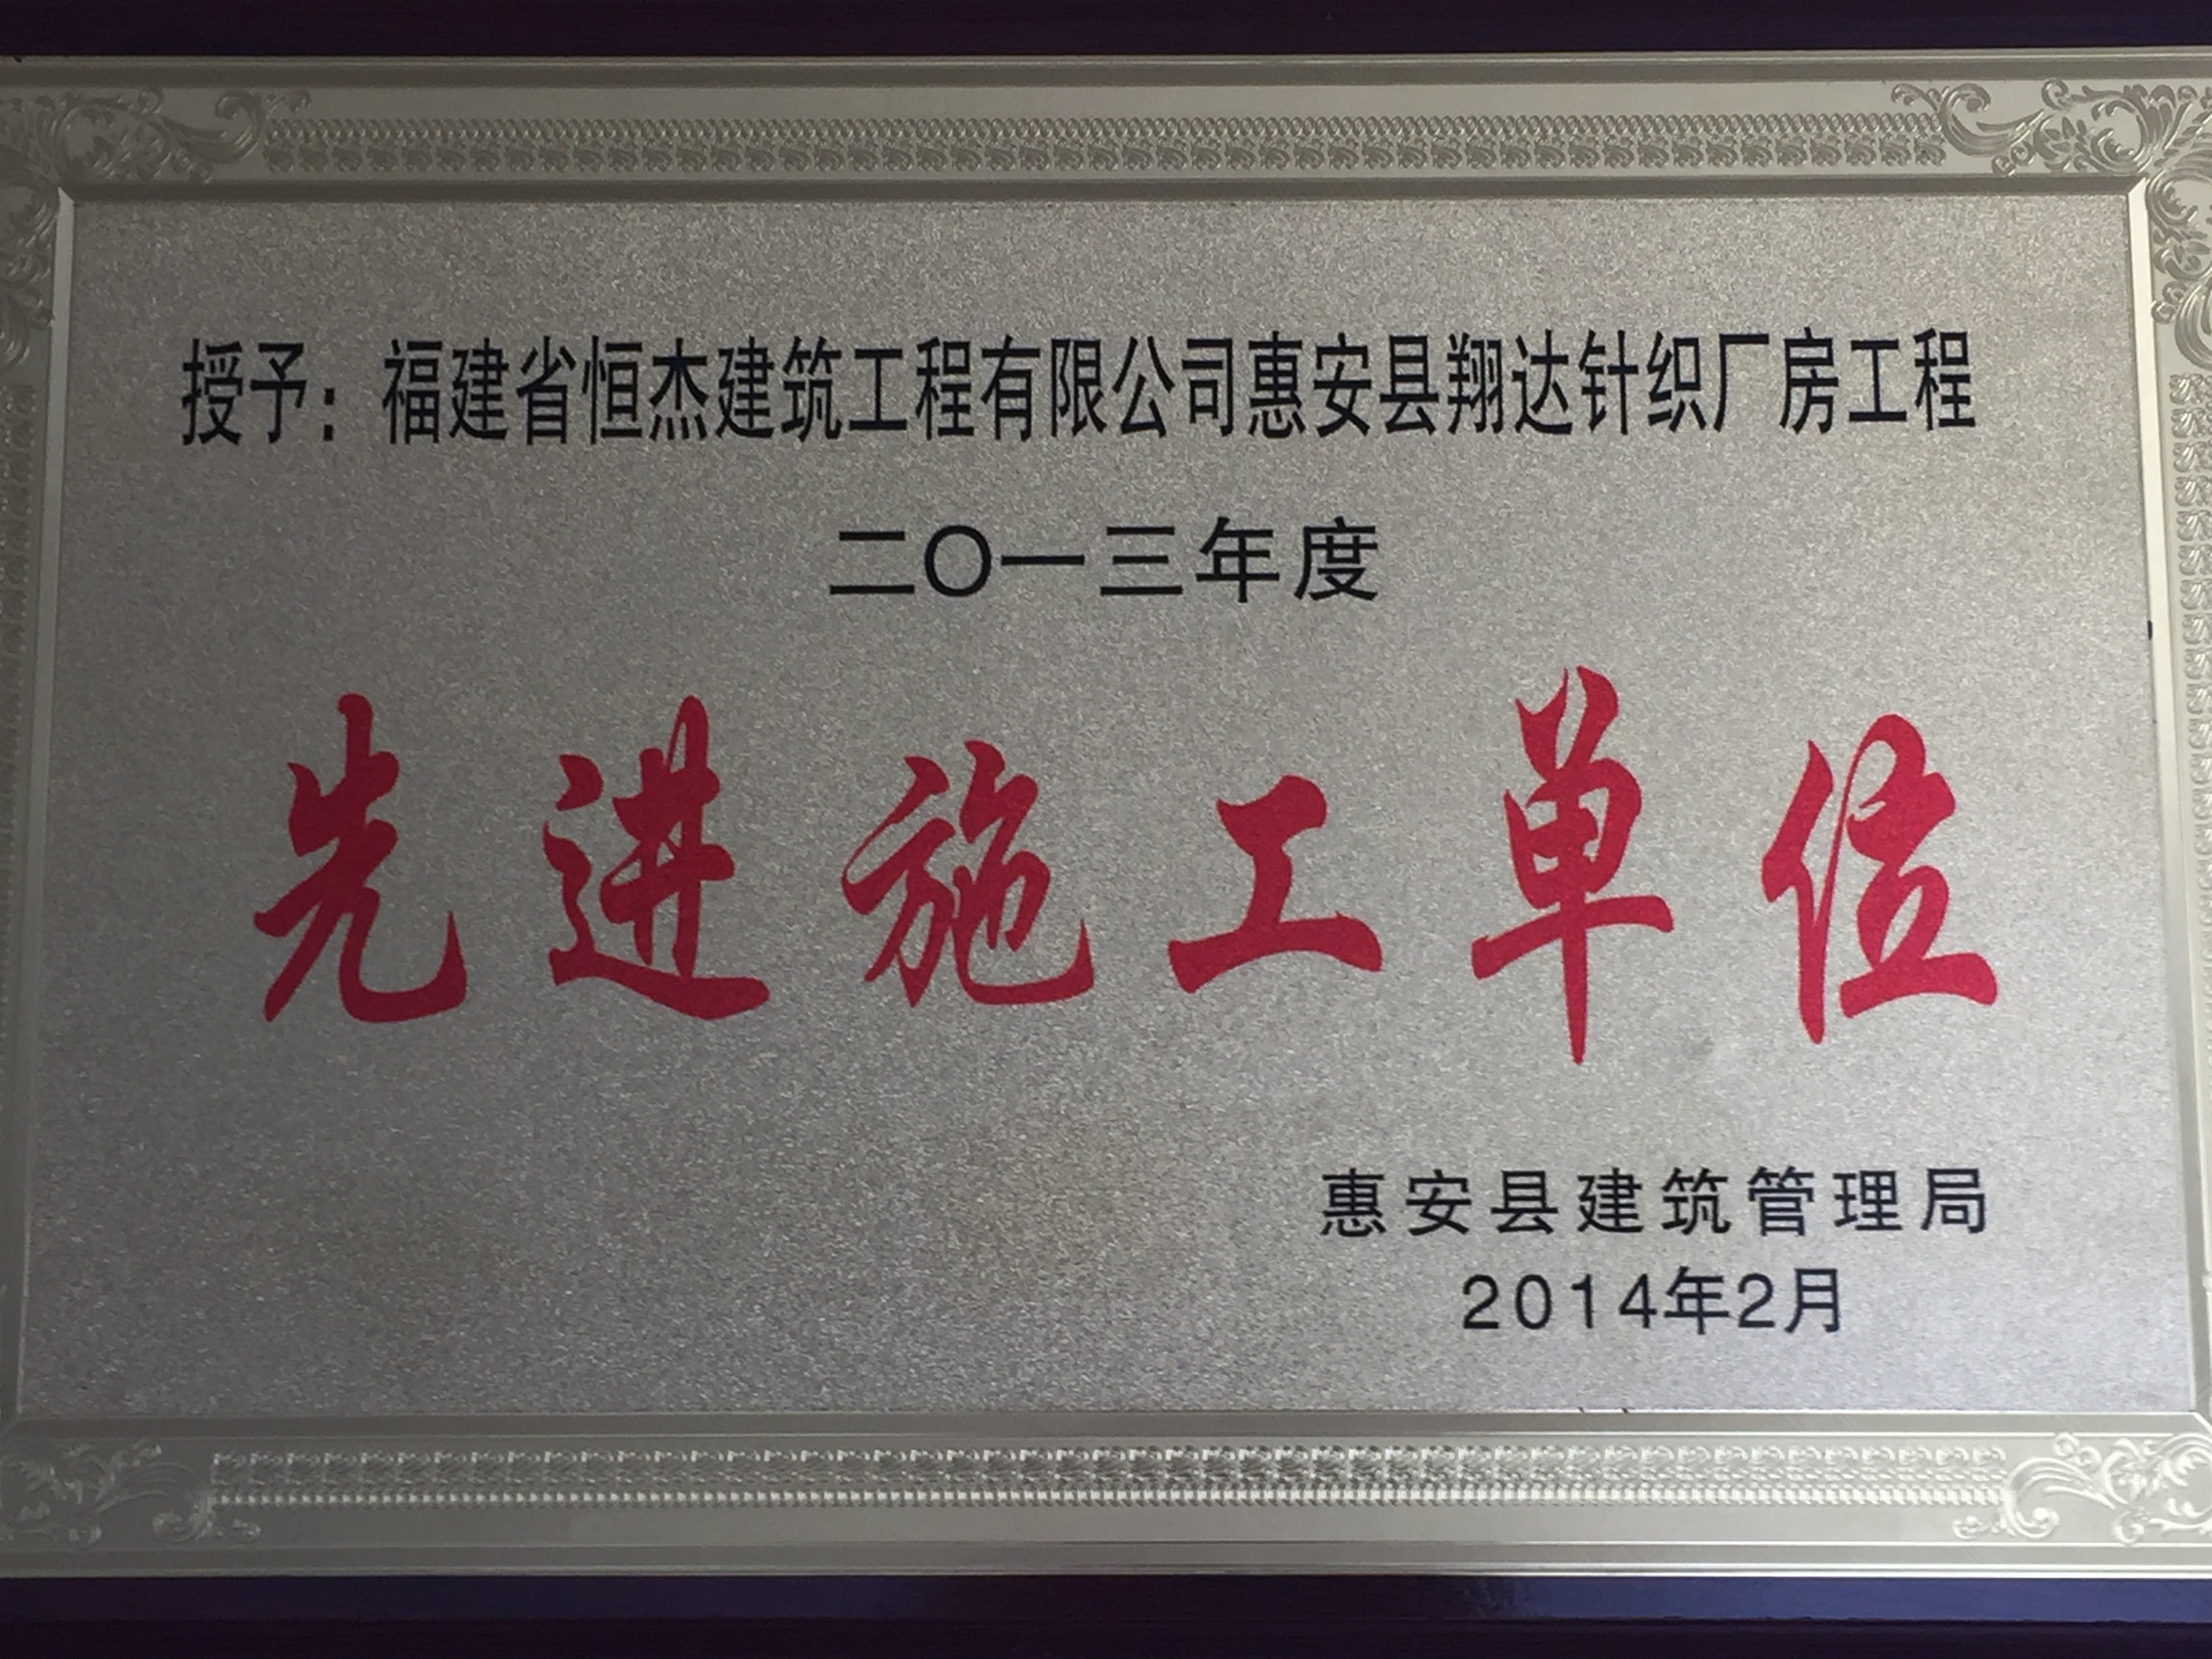 授予：福建省恒杰建筑工程有限公司惠安县翔达针织厂房工程
二〇一三年度
先进施工单位
惠安县建筑管理局
2014年2月